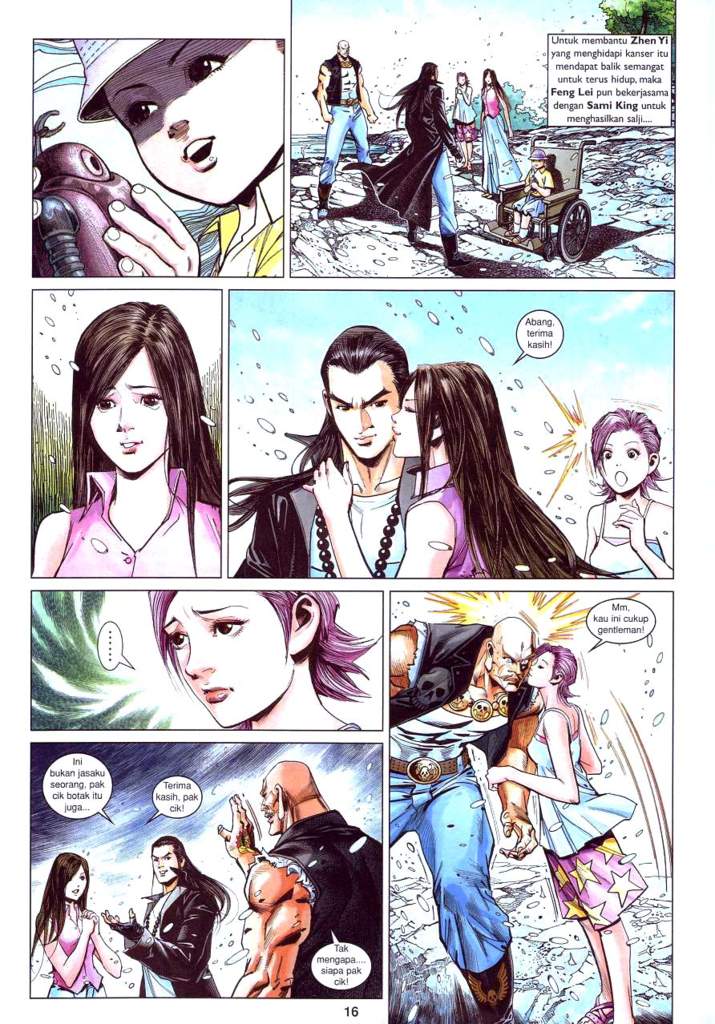 Untuk membantu Zhen Yi
yang menghidapi kanser itu
mendapat balik semangat
untuk terus hidup, maka
Feng Lei pun bekerjasama
dengan Sami King untuk
menghasilkan salji....
Abang,
terima
kasih!
......
Mm,
kau ini cukup
gentleman!
Ini
bukan jasaku
seorang, pak
cik botak itu
juga...
Terima
kasih, pak
cik!
Tak
mengapa....
siapa pak
cik!
16